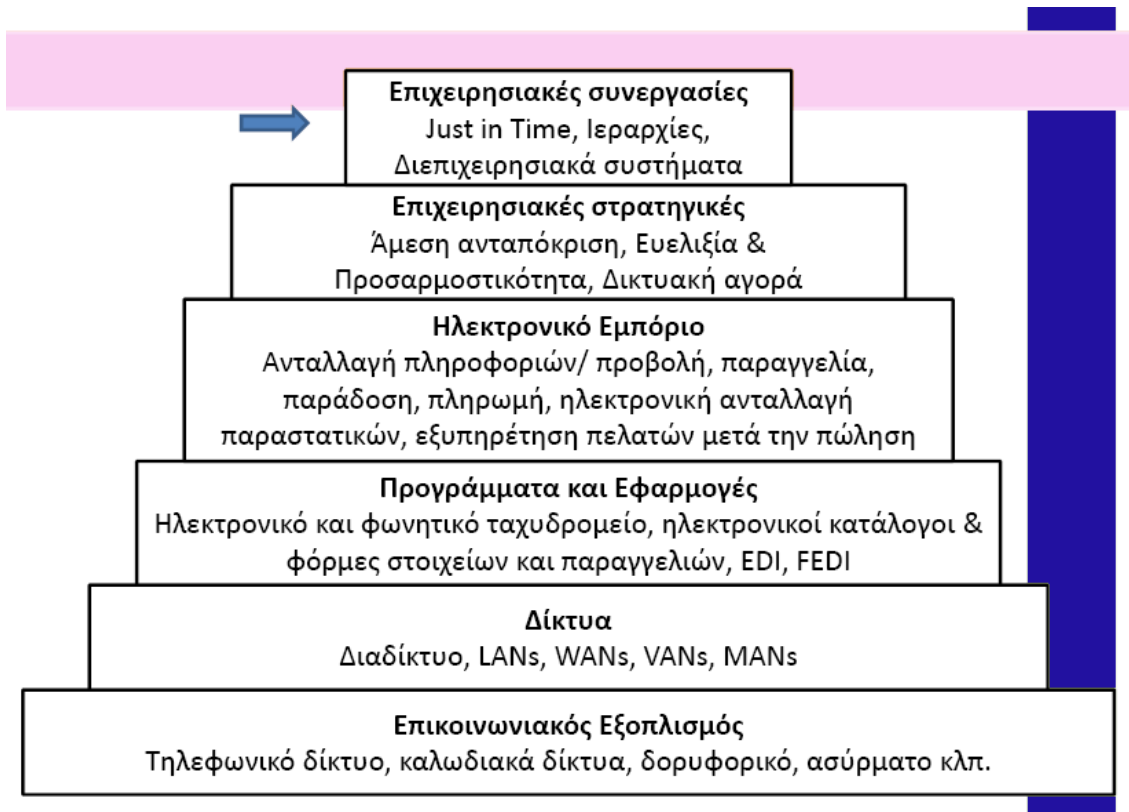 Επιχειρησιακές συνεργασίες
Just in Time, Ιεραρχίες,
Διεπιχειρησιακά συστήματα
Επιχειρησιακές στρατηγικές
Άμεση ανταπόκριση, Ευελιξία &
Προσαρμοστικότητα, Δικτυακή αγορά
Ηλεκτρονικό Εμπόριο
Ανταλλαγή πληροφοριών/ προβολή, παραγγελία,
παράδοση, πληρωμή, ηλεκτρονική ανταλλαγή
παραστατικών, εξυπηρέτηση πελατών μετά την πώληση
Προγράμματα και Εφαρμογές
Ηλεκτρονικό και φωνητικό ταχυδρομείο, ηλεκτρονικοί κατάλογοι &
φόρμες στοιχείων και παραγγελιών, EDI, FEDI
Δίκτυα
Διαδίκτυο, LANs, WANs, VANs, MANs
Επικοινωνιακός Εξοπλισμός
Τηλεφωνικό δίκτυο, καλωδιακά δίκτυα, δορυφορικό, ασύρματο κλπ.